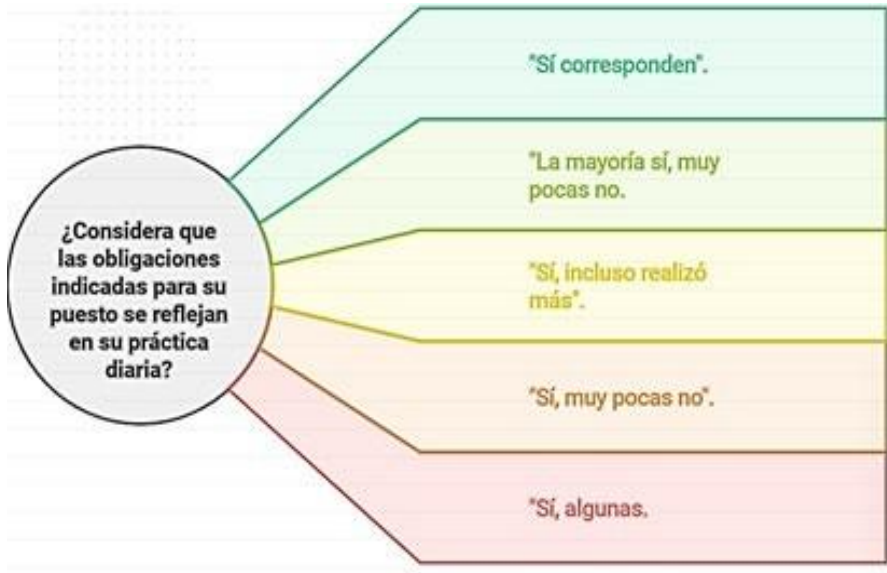 ¿Considera que
las obligaciones
indicadas para su
puesto se reflejan
en su práctica
diaria?
"Sí corresponden".
"La mayoría sí, muy
pocas no.
"Sí, incluso realizó
más".
"Sí, muy pocas no".
"Sí, algunas.